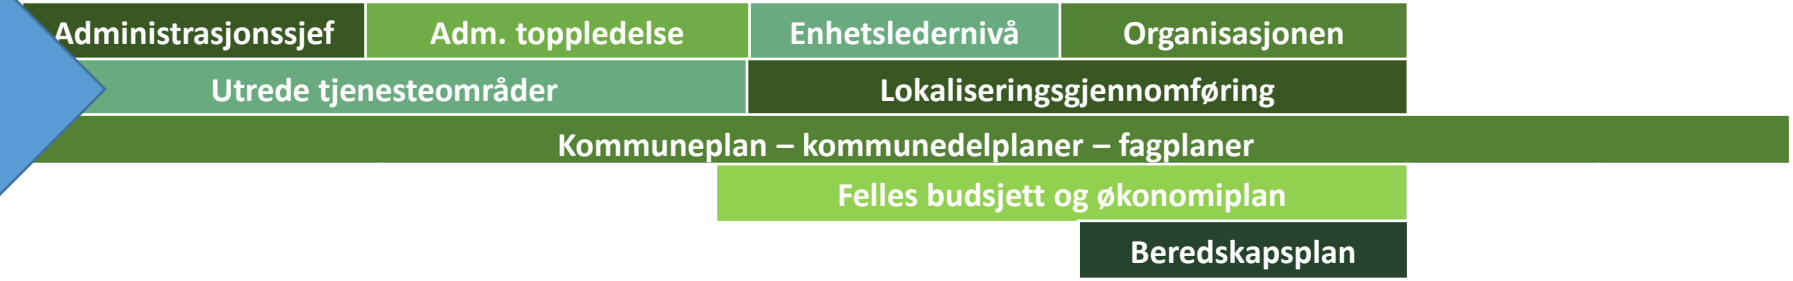 Administrasjonssjef Adm. toppledelse Enhetsledernivå Organisasjonen
Utrede tjenesteområder Lokaliseringsgjennomføring
Kommuneplan – kommunedelplaner – fagplaner
Felles budsjett og økonomiplan
Beredskapsplan